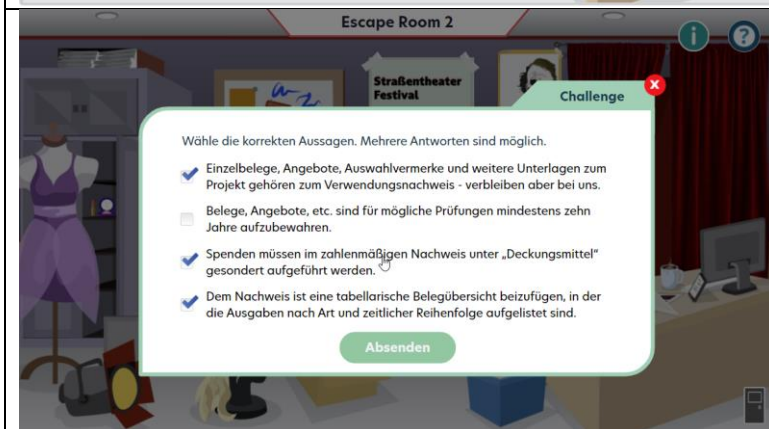 Escape Room 2
i
?
Straßentheater
Festival
Challenge
X
Wähle die korrekten Aussagen. Mehrere Antworten sind möglich.
Einzelbelege, Angebote, Auswahlvermerke und weitere Unterlagen zum
Projekt gehören zum Verwendungsnachweis - verbleiben aber bei uns.
Belege, Angebote, etc. sind für mögliche Prüfungen mindestens zehn
Jahre aufzubewahren.
Spenden müssen im zahlenmäßigen Nachweis unter „Deckungsmittel“
gesondert aufgeführt werden.
Dem Nachweis ist eine tabellarische Belegübersicht beizufügen, in der
die Ausgaben nach Art und zeitlicher Reihenfolge aufgelistet sind.
Absenden